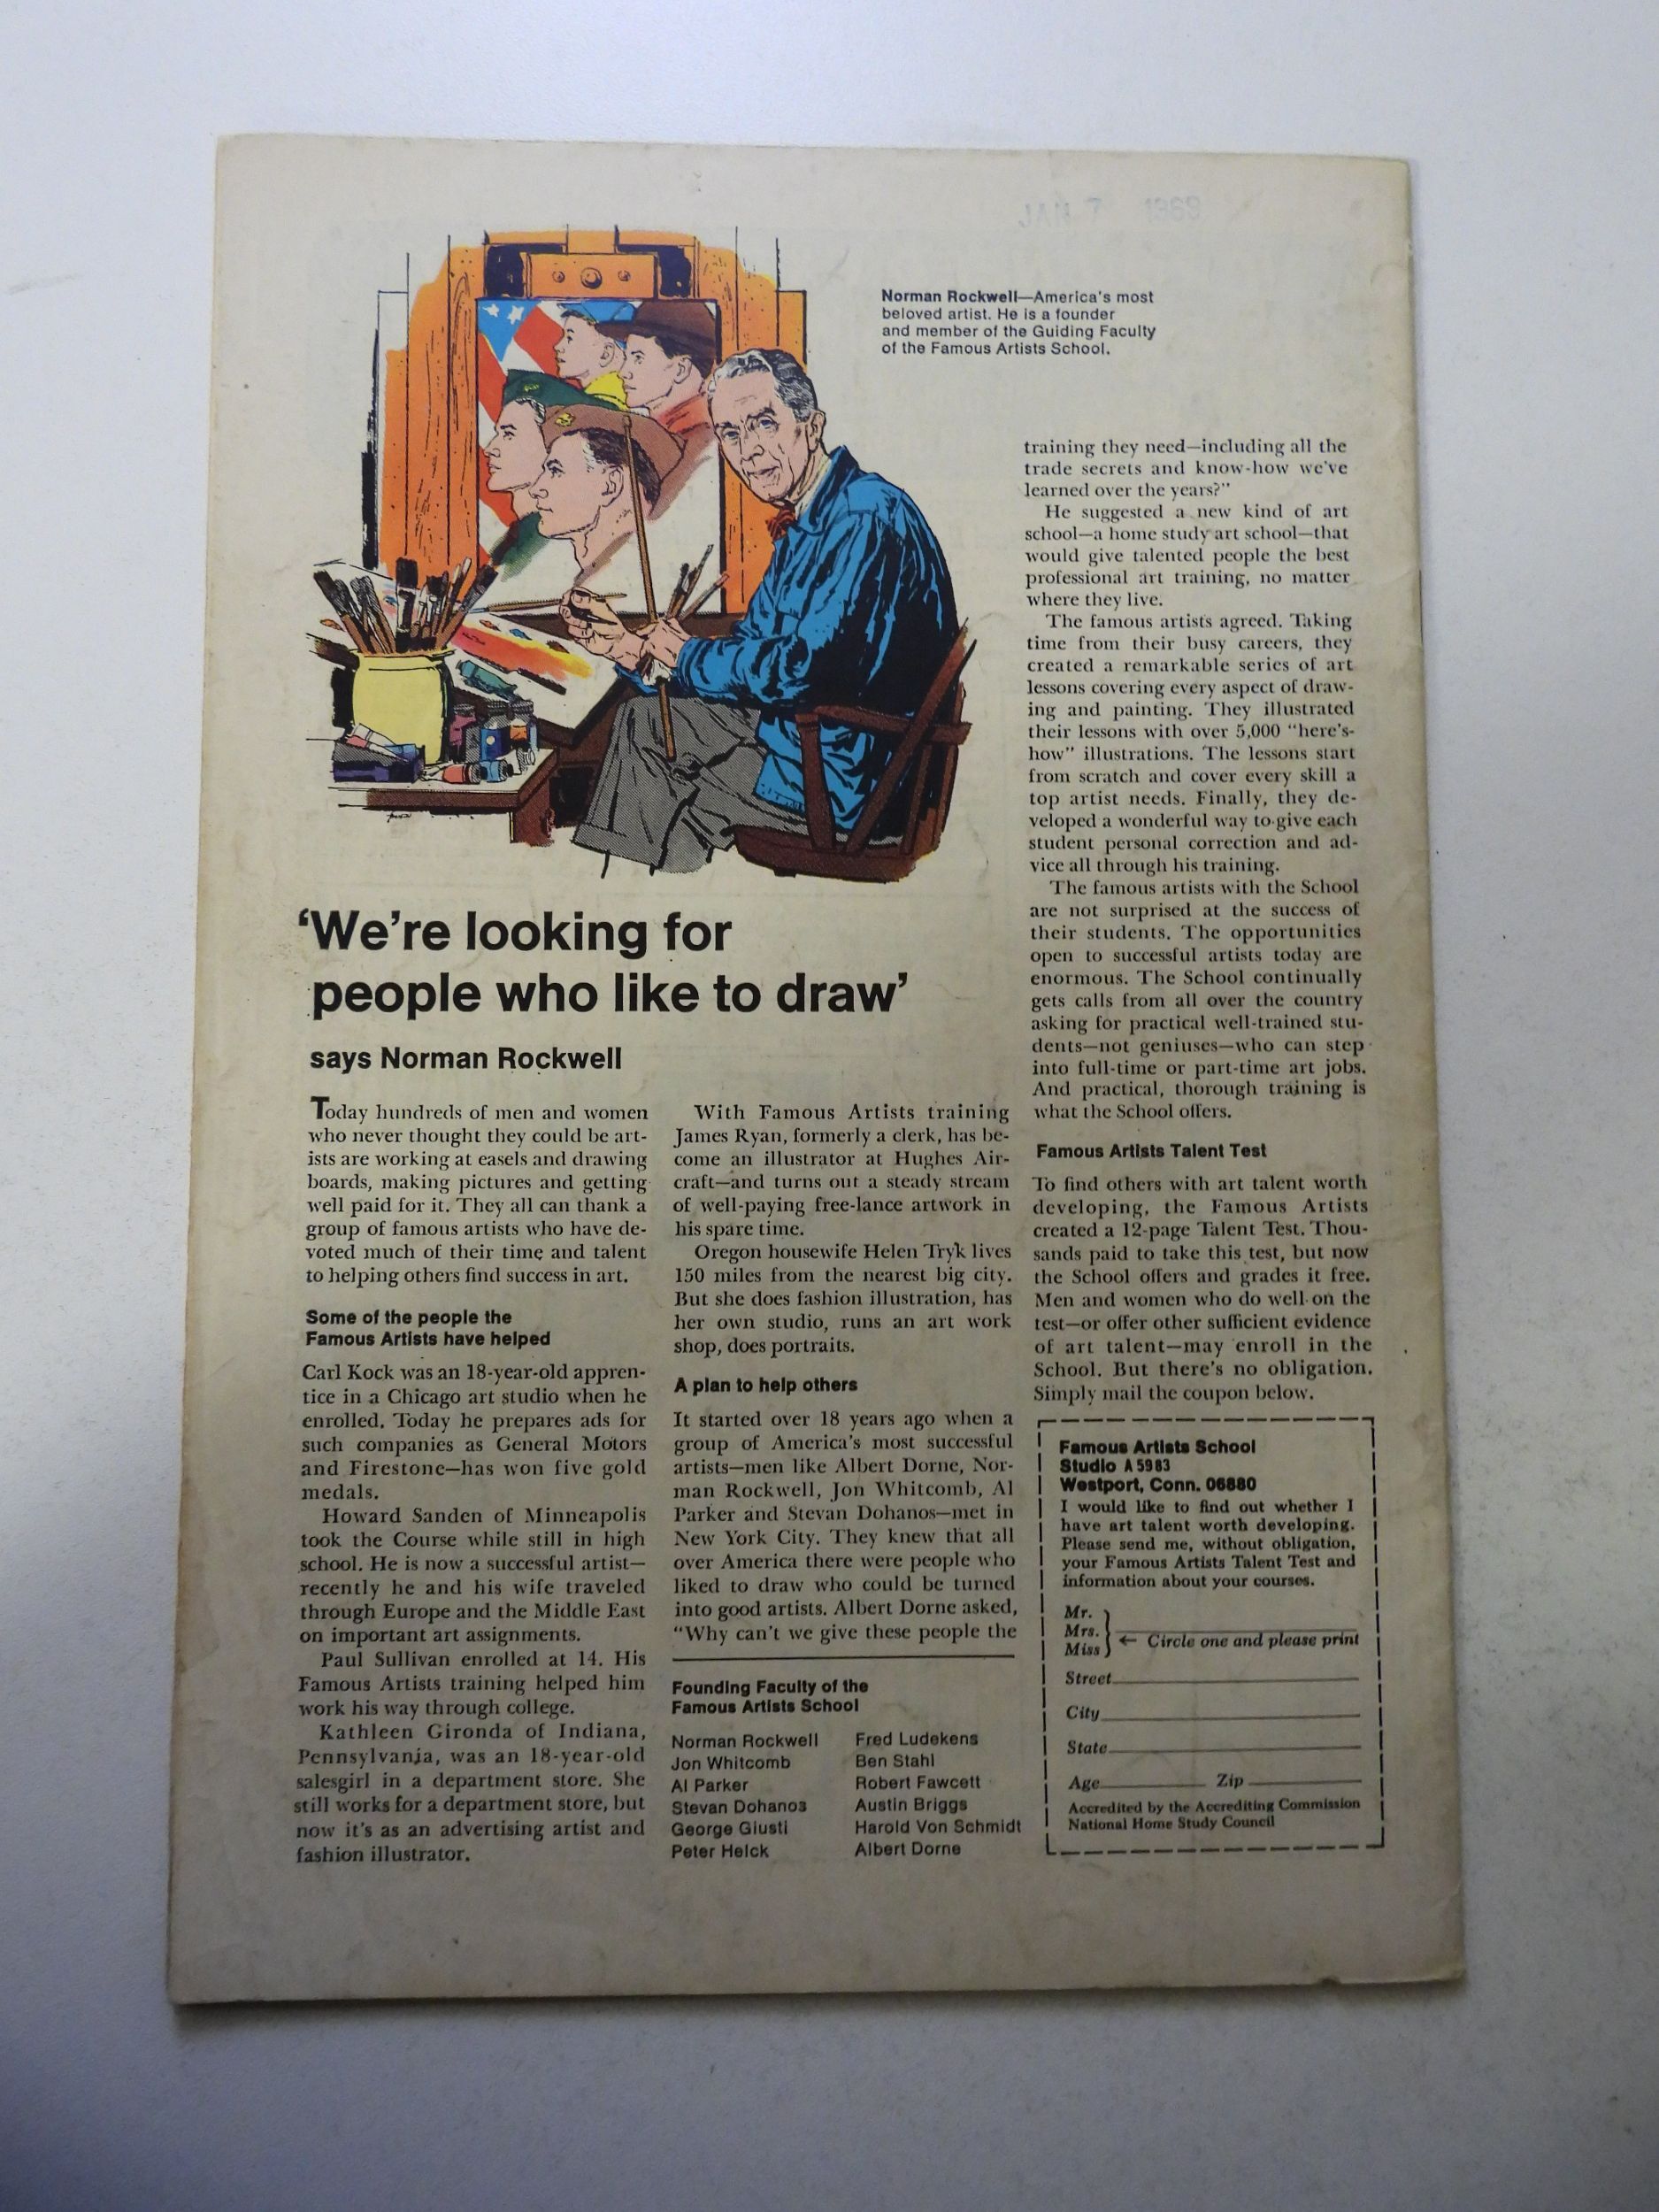 JAN 7 1969
Norman Rockwell—America's most
beloved artist. He is a founder
and member of the Guiding Faculty
of the Famous Artists School.
‘We’re looking for
people who like to draw’
says Norman Rockwell
Today hundreds of men and women
who never thought they could be art-
ists are working at easels and drawing
boards, making pictures and getting
well paid for it. They all can thank a
group of famous artists who have de-
voted much of their time and talent
to helping others find success in art.
Some of the people the
Famous Artists have helped
Carl Kock was an 18-year-old appren-
tice in a Chicago art studio when he
enrolled. Today he prepares ads for
such companies as General Motors
and Firestone—has won five gold
medals.
Howard Sanden of Minneapolis
took the Course while still in high
school. He is now a successful artist—
recently he and his wife traveled
through Europe and the Middle East
on important art assignments.
Paul Sullivan enrolled at 14. His
Famous Artists training helped him
work his way through college.
Kathleen Gironda of Indiana,
Pennsylvania, was an 18-year-old
salesgirl in a department store. She
still works for a department store, but
now it's as an advertising artist and
fashion illustrator.
With Famous Artists training
James Ryan, formerly a clerk, has be-
come an illustrator at Hughes Air-
craft—and turns out a steady stream
of well-paying free-lance artwork in
his spare time.
Oregon housewife Helen Tryk lives
150 miles from the nearest big city.
But she does fashion illustration, has
her own studio, runs an art work
shop, does portraits.
A plan to help others
It started over 18 years ago when a
group of America's most successful
artists—men like Albert Dorne, Nor-
man Rockwell, Jon Whitcomb, Al
Parker and Stevan Dohanos—met in
New York City. They knew that all
over America there were people who
liked to draw who could be turned
into good artists. Albert Dorne asked,
“Why can't we give these people the
training they need—including all the
trade secrets and know-how we've
learned over the years?”
He suggested a new kind of art
school—a home study art school—that
would give talented people the best
professional art training, no matter
where they live.
The famous artists agreed. Taking
time from their busy careers, they
created a remarkable series of art
lessons covering every aspect of draw-
ing and painting. They illustrated
their lessons with over 5,000 “here's-
how” illustrations. The lessons start
from scratch and cover every skill a
top artist needs. Finally, they de-
veloped a wonderful way to give each
student personal correction and ad-
vice all through his training.
The famous artists with the School
are not surprised at the success of
their students. The opportunities
open to successful artists today are
enormous. The School continually
gets calls from all over the country
asking for practical well-trained stu-
dents—not geniuses—who can step
into full-time or part-time art jobs.
And practical, thorough training is
what the School offers.
Famous Artists Talent Test
To find others with art talent worth
developing, the Famous Artists
created a 12-page Talent Test. Thou-
sands paid to take this test, but now
the School offers and grades it free.
Men and women who do well on the
test—or offer other sufficient evidence
of art talent—may enroll in the
School. But there's no obligation.
Simply mail the coupon below.
Founding Faculty of the
Famous Artists School
Norman Rockwell
Jon Whitcomb
Al Parker
Stevan Dohanos
George Giusti
Peter Helck
Fred Ludekens
Ben Stahl
Robert Fawcett
Austin Briggs
Harold Von Schmidt
Albert Dorne
Famous Artists School
Studio A5983
Westport, Conn. 06880
I would like to find out whether I
have art talent worth developing.
Please send me, without obligation,
your Famous Artists Talent Test and
information about your courses.
Mr.
Mrs.
Miss ← Circle one and please print
Street
City
State
Age Zip
Accredited by the Accrediting Commission
National Home Study Council